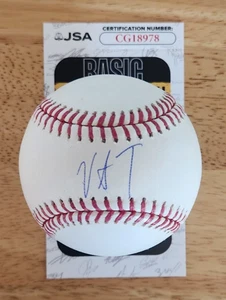 JSA
CERTIFICATION NUMBER:
CG18978
BASIC